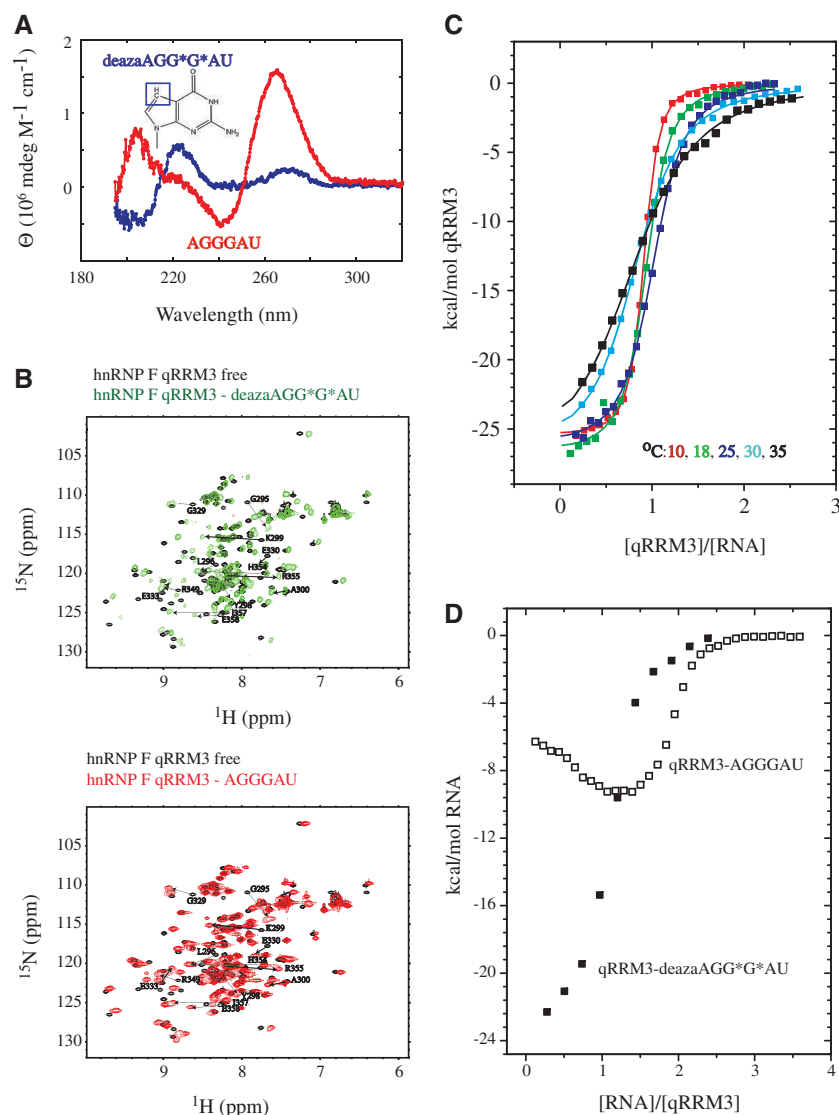 A
2
deazaAGG*G*AU
O
H
C
NH
N
N
NH₂
1
0
AGGGAU
Θ (10⁶ mdeg M⁻¹ cm⁻¹)
180
220
260
300
Wavelength (nm)
B
hnRNP F qRRM3 free
hnRNP F qRRM3 - deazaAGG*G*AU
105
110
115
120
125
130
¹⁵N (ppm)
G329
G295
K299
L296
E330
H354
R355
E333
R349
A300
Y298
I357
E358
9
8
7
6
¹H (ppm)
hnRNP F qRRM3 free
hnRNP F qRRM3 - AGGGAU
105
110
115
120
125
130
¹⁵N (ppm)
G329
G295
K299
L296
E330
H354
R355
E333
R349
A300
Y298
I357
E358
9
8
7
6
¹H (ppm)
C
0
-5
-10
-15
-20
-25
-30
kcal/mol qRRM3
⁰C:10, 18, 25, 30, 35
0
1
2
3
[qRRM3]/[RNA]
D
0
-4
-8
-12
-16
-20
-24
kcal/mol RNA
qRRM3-AGGGAU
qRRM3-deazaAGG*G*AU
0
1
2
3
4
[RNA]/[qRRM3]